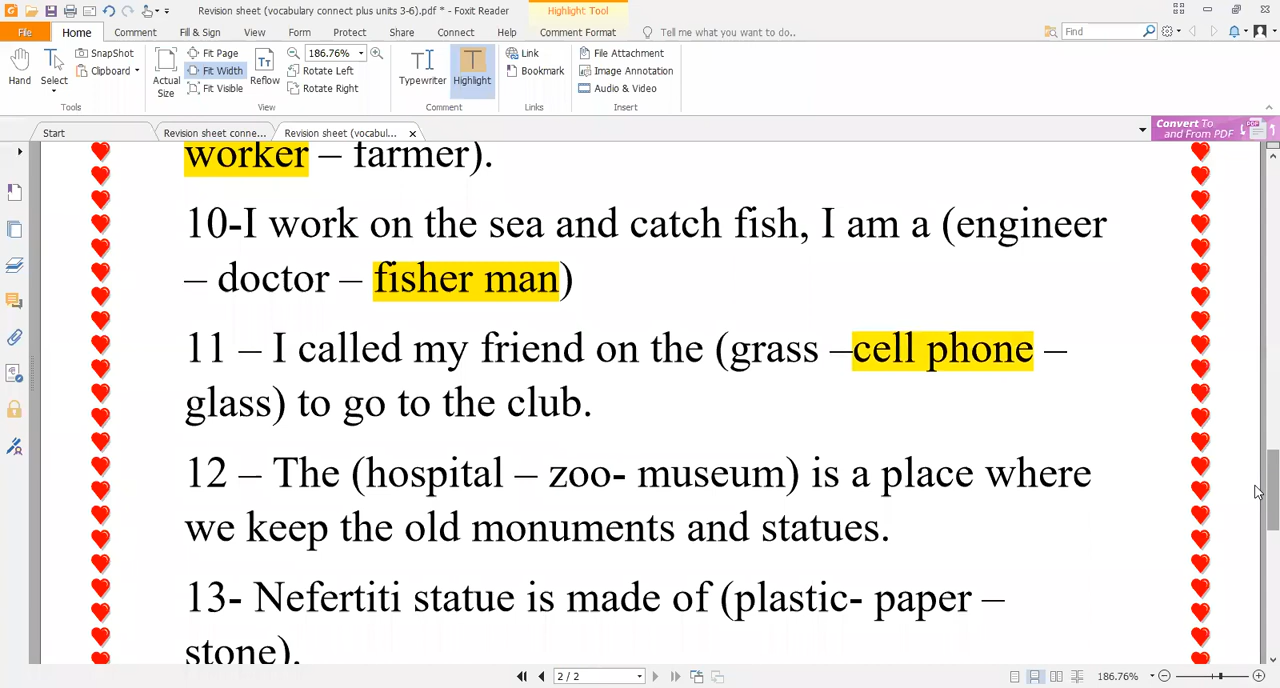 Revision sheet (vocabulary connect plus units 3-6).pdf * - Foxit Reader
Highlight Tool
File Home Comment Fill & Sign View Form Protect Share Connect Help Comment Format Tell me what you want to do.. Find
Hand
Select
SnapShot
Clipboard
Tools
Actual Size
Fit Page
Fit Width
Fit Visible
Reflow
186.76%
Rotate Left
Rotate Right
View
Typewriter
Highlight
Comment
Link
Bookmark
Links
File Attachment
Image Annotation
Audio & Video
Insert
Start
Revision sheet conne...
Revision sheet (vocabul...
Convert To
and From PDF
PDF
worker – farmer).
10-I work on the sea and catch fish, I am a (engineer
– doctor – fisher man)
11 – I called my friend on the (grass –cell phone –
glass) to go to the club.
12 – The (hospital – zoo- museum) is a place where
we keep the old monuments and statues.
13- Nefertiti statue is made of (plastic- paper –
stone).
2 / 2
186.76%